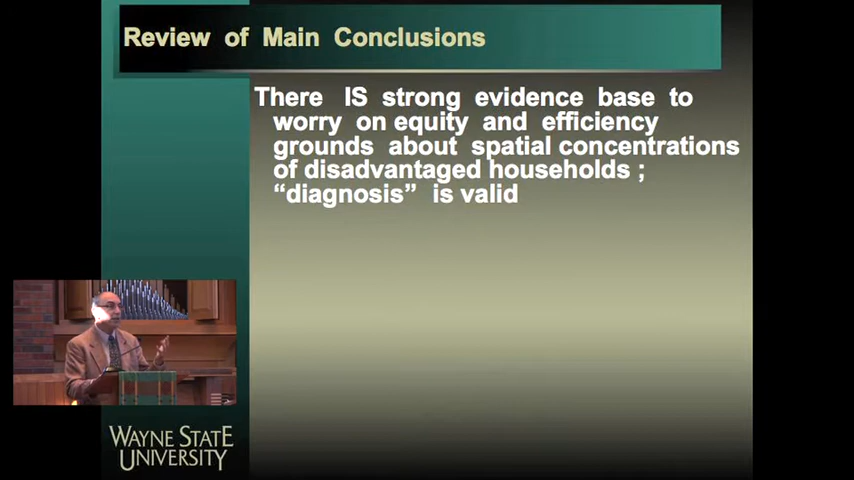 Review of Main Conclusions
There IS strong evidence base to
worry on equity and efficiency
grounds about spatial concentrations
of disadvantaged households ;
“diagnosis” is valid
WAYNE STATE
UNIVERSITY